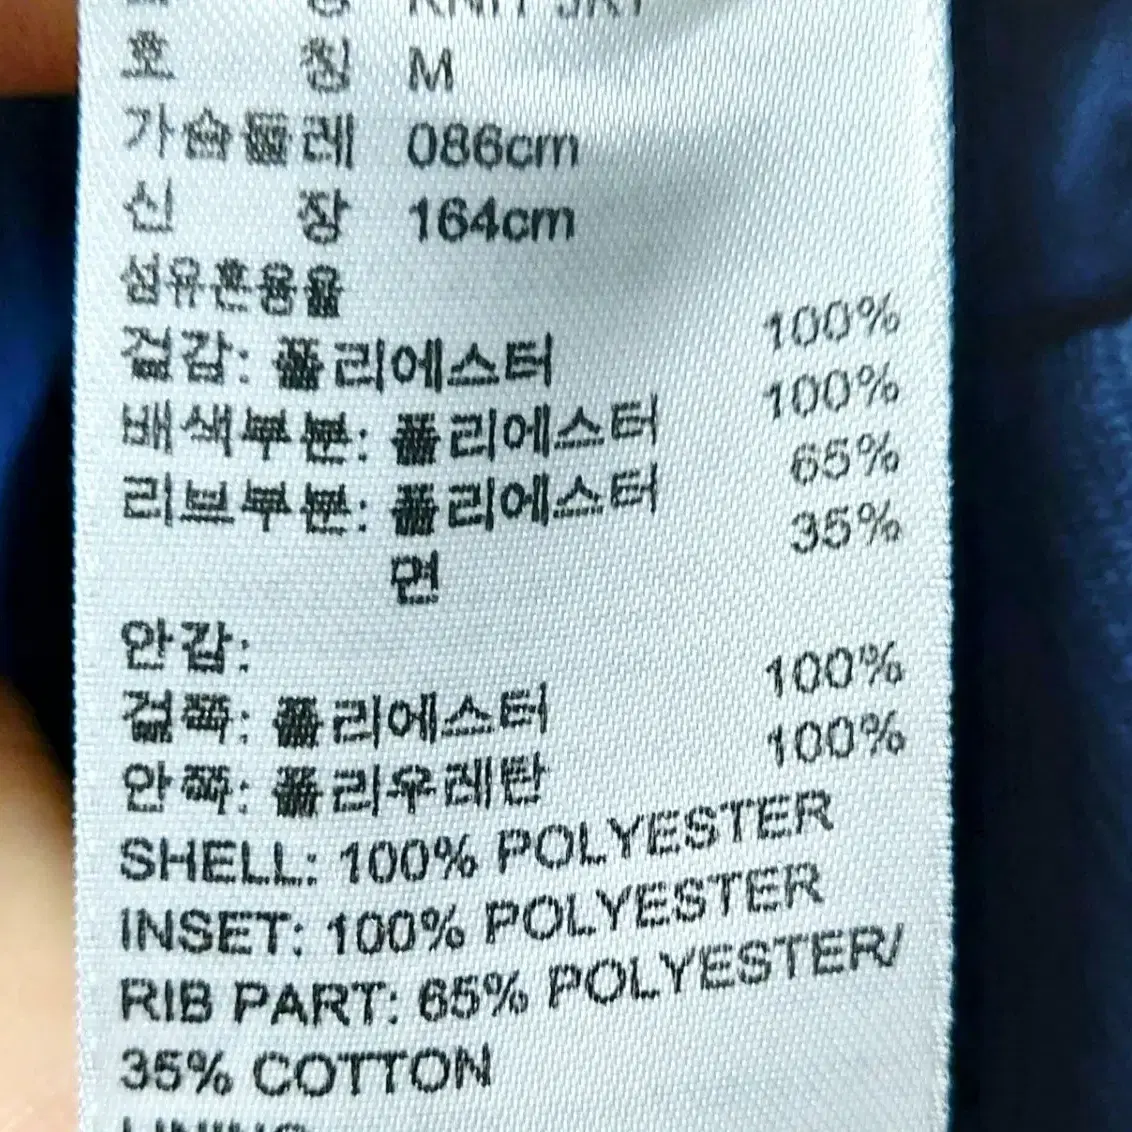 KNIT JKT
호 칭 M
가슴둘레 086cm
신 장 164cm
섬유혼용율
겉감: 폴리에스터 100%
배색부분: 폴리에스터 100%
리브부분: 폴리에스터 65%
면 35%
안감:
겉쪽: 폴리에스터 100%
안쪽: 폴리우레탄 100%
SHELL: 100% POLYESTER
INSET: 100% POLYESTER
RIB PART: 65% POLYESTER/
35% COTTON
LINING